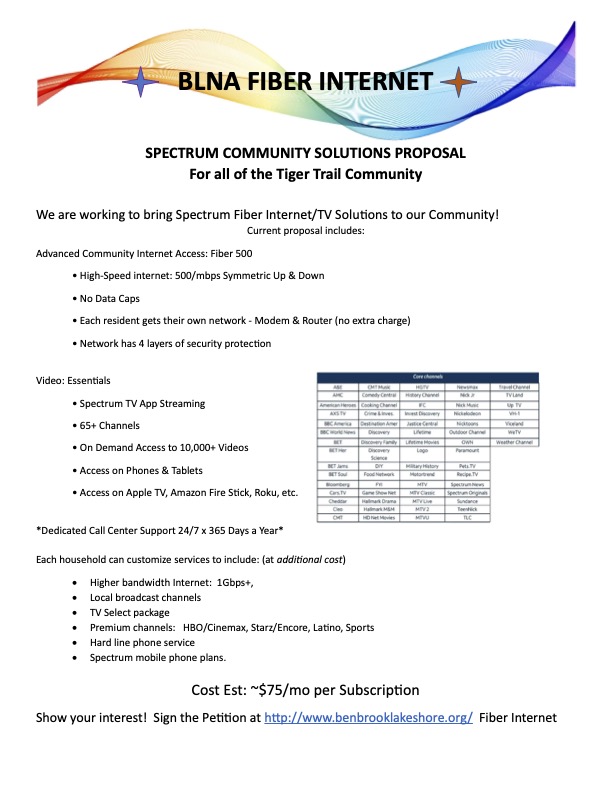 BLNA FIBER INTERNET
SPECTRUM COMMUNITY SOLUTIONS PROPOSAL
For all of the Tiger Trail Community
We are working to bring Spectrum Fiber Internet/TV Solutions to our Community!
Current proposal includes:
Advanced Community Internet Access: Fiber 500
• High-Speed internet: 500/mbps Symmetric Up & Down
• No Data Caps
• Each resident gets their own network - Modem & Router (no extra charge)
• Network has 4 layers of security protection
Video: Essentials
• Spectrum TV App Streaming
• 65+ Channels
• On Demand Access to 10,000+ Videos
• Access on Phones & Tablets
• Access on Apple TV, Amazon Fire Stick, Roku, etc.
Core channels
A&E CMT Music HGTV Newsmax Travel Channel
AMC Comedy Central History Channel Nick Jr TV Land
American Heroes Cooking Channel IFC Nick Music Up TV
AXS TV Crime & Inves Invest Discovery Nickelodeon VH-1
BBC America Destination Amer Justice Central Nicktoons Viceland
BBC World News Discovery Lifetime Outdoor Channel WeTV
BET Discovery Family Lifetime Movies OWN Weather Channel
BET Her Discovery Science Logo Paramount
BET Jams DIY Military History Pets.TV
BET Soul Food Network Motortrend Recipe.TV
Bloomberg FYI MTV Spectrum News
Cars.TV Game Show Net MTV Classic Spectrum Originals
Cheddar Hallmark Drama MTV Live Sundance
Cleo Hallmark M&M MTV 2 TeenNick
CMT HD Net Movies MTVU TLC
*Dedicated Call Center Support 24/7 x 365 Days a Year*
Each household can customize services to include: (at additional cost)
• Higher bandwidth Internet: 1Gbps+,
• Local broadcast channels
• TV Select package
• Premium channels: HBO/Cinemax, Starz/Encore, Latino, Sports
• Hard line phone service
• Spectrum mobile phone plans.
Cost Est: ~$75/mo per Subscription
Show your interest! Sign the Petition at http://www.benbrooklakeshore.org/ Fiber Internet